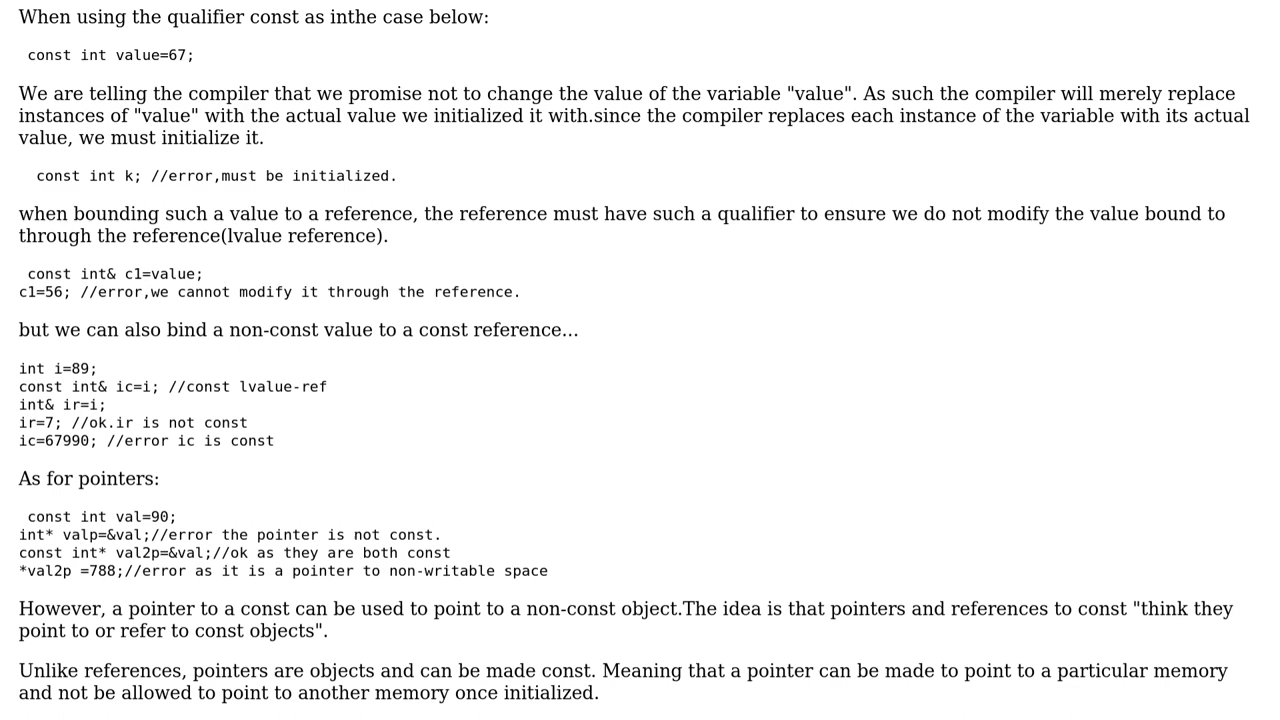 When using the qualifier const as inthe case below:
const int value=67;
We are telling the compiler that we promise not to change the value of the variable "value". As such the compiler will merely replace
instances of "value" with the actual value we initialized it with.since the compiler replaces each instance of the variable with its actual
value, we must initialize it.
const int k; //error,must be initialized.
when bounding such a value to a reference, the reference must have such a qualifier to ensure we do not modify the value bound to
through the reference(lvalue reference).
const int& c1=value;
c1=56; //error,we cannot modify it through the reference.
but we can also bind a non-const value to a const reference...
int i=89;
const int& ic=i; //const lvalue-ref
int& ir=i;
ir=7; //ok.ir is not const
ic=67990; //error ic is const
As for pointers:
const int val=90;
int* valp=&val;//error the pointer is not const.
const int* val2p=&val;//ok as they are both const
*val2p =788;//error as it is a pointer to non-writable space
However, a pointer to a const can be used to point to a non-const object.The idea is that pointers and references to const "think they
point to or refer to const objects".
Unlike references, pointers are objects and can be made const. Meaning that a pointer can be made to point to a particular memory
and not be allowed to point to another memory once initialized.